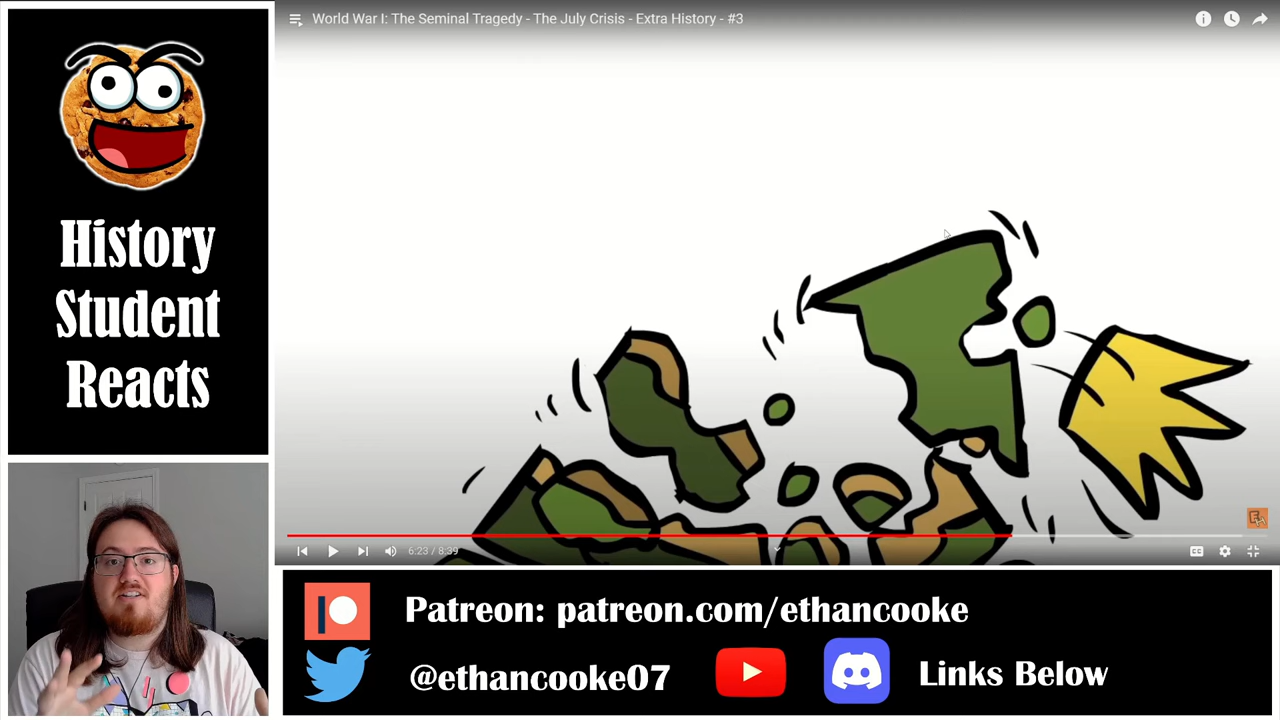 World War I: The Seminal Tragedy - The July Crisis - Extra History - #3
History
Student
Reacts
6:23 / 8:39
CC
Patreon: patreon.com/ethancooke
@ethancooke07
Links Below